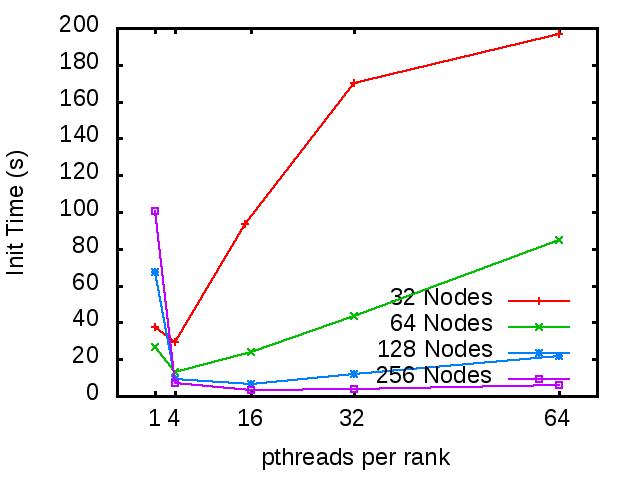 200
180
160
140
120
100
80
60
40
20
0
Init Time (s)
32 Nodes
64 Nodes
128 Nodes
256 Nodes
1 4 16 32 64
pthreads per rank